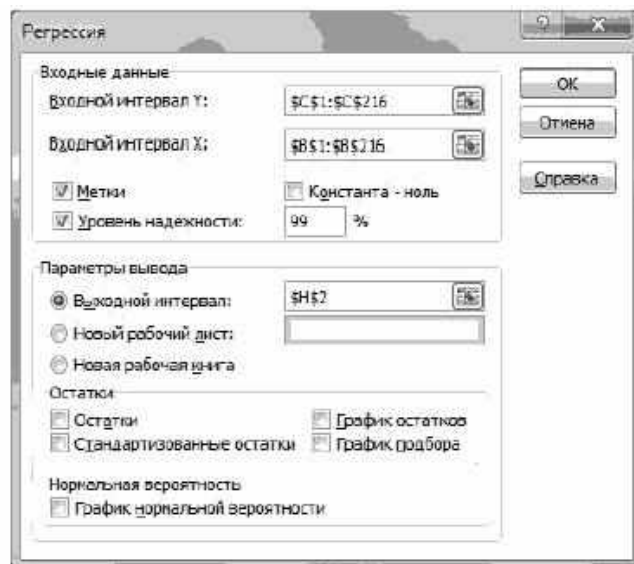 Регрессия
Входные данные
Входной интервал Y:
$C$1:$C$216
Входной интервал X:
$B$1:$B$216
Метки
Константа - ноль
Уровень надежности:
99
%
ОК
Отмена
Справка
Параметры вывода
Выходной интервал:
$H$2
Новый рабочий лист:
Новая рабочая книга
Остатки
Остатки
График остатков
Стандартизованные остатки
График подбора
Нормальная вероятность
График нормальной вероятности